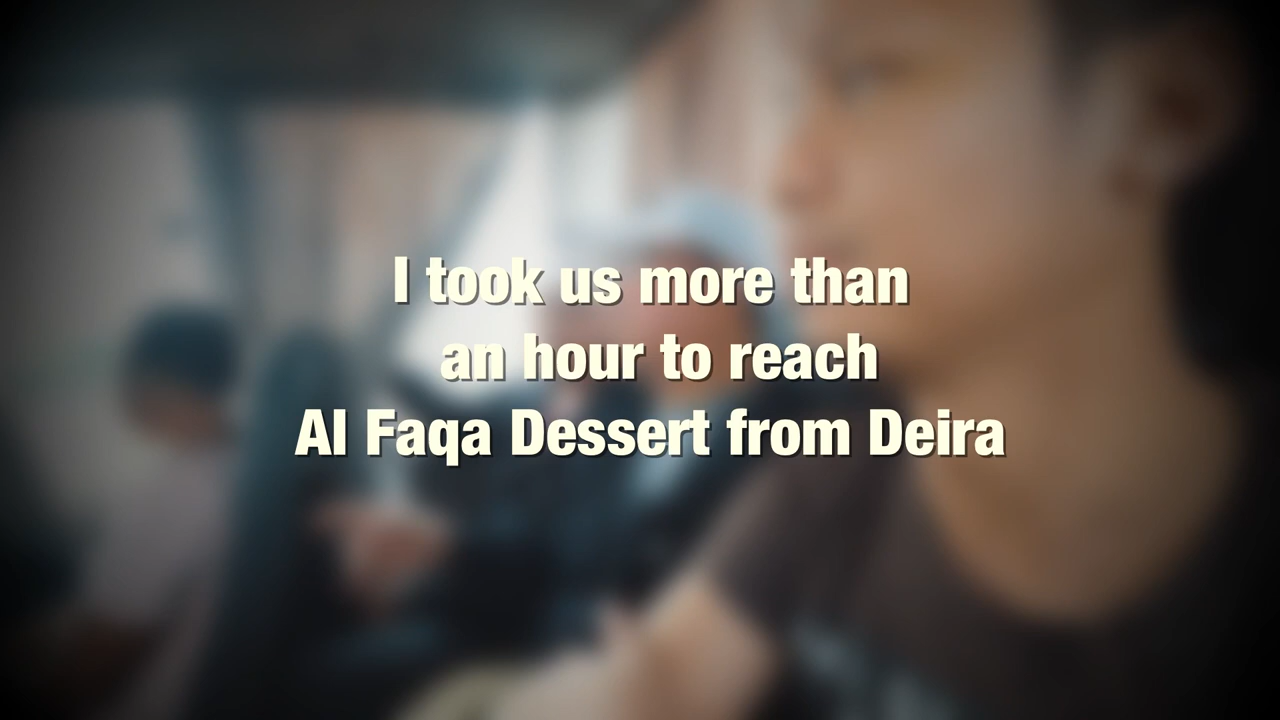 I took us more than
an hour to reach
Al Faqa Dessert from Deira